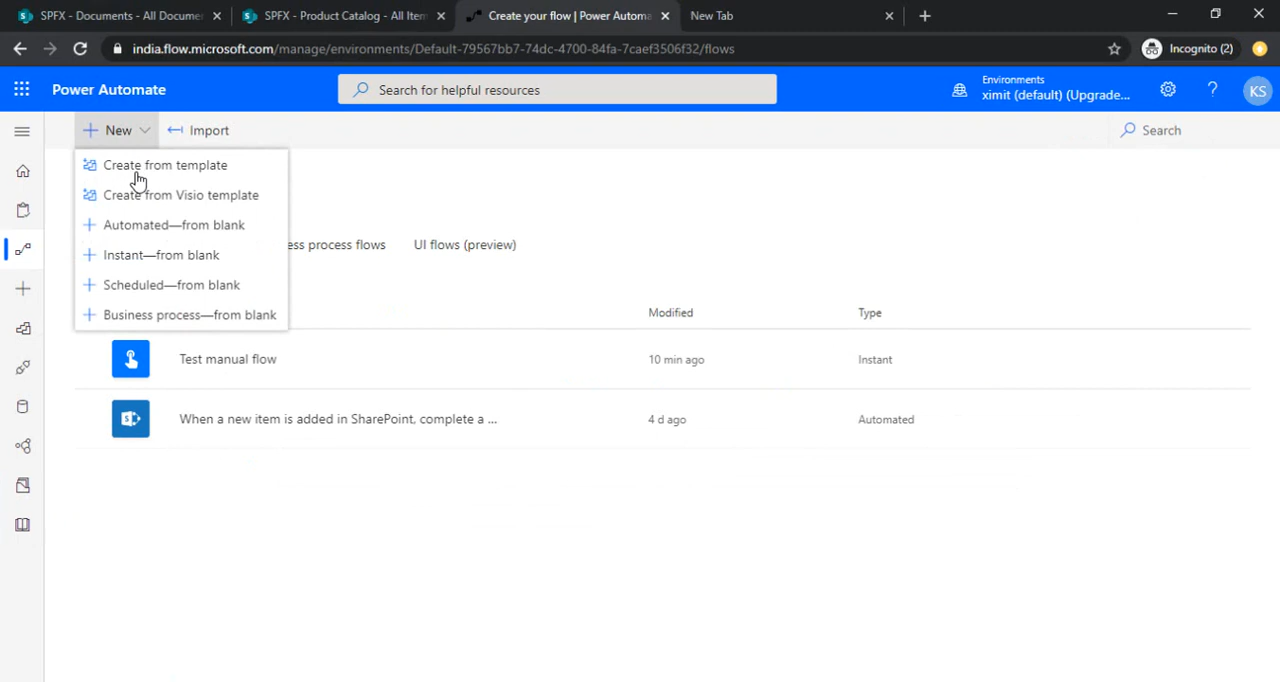 SPFX - Documents - All Docume
SPFX - Product Catalog - All Item
Create your flow | Power Automa
New Tab
india.flow.microsoft.com/manage/environments/Default-79567bb7-74dc-4700-84fa-7caef3506f32/flows
Incognito (2)
Power Automate
Search for helpful resources
Environments
ximit (default) (Upgrade...
?
KS
New
Import
Search
Create from template
Create from Visio template
Automated—from blank
Instant—from blank
Scheduled—from blank
Business process—from blank
ess process flows
UI flows (preview)
Modified
Type
Test manual flow
10 min ago
Instant
When a new item is added in SharePoint, complete a ...
4 d ago
Automated